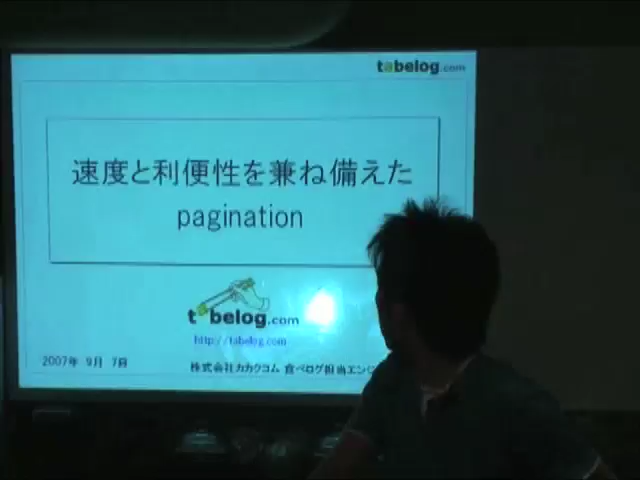 tabelog.com
速度と利便性を兼ね備えた
pagination
tabelog.com
http://tabelog.com
2007年 9月 7日
株式会社カカクコム 食べログ担当エンジ